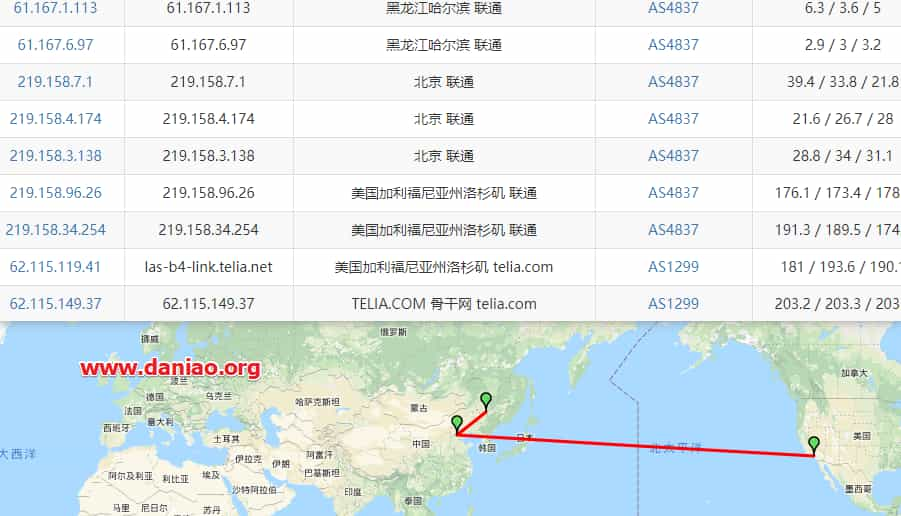 61.167.1.113 61.167.1.113 黑龙江哈尔滨 联通 AS4837 6.3 / 3.6 / 5
61.167.6.97 61.167.6.97 黑龙江哈尔滨 联通 AS4837 2.9 / 3 / 3.2
219.158.7.1 219.158.7.1 北京 联通 AS4837 39.4 / 33.8 / 21.8
219.158.4.174 219.158.4.174 北京 联通 AS4837 21.6 / 26.7 / 28
219.158.3.138 219.158.3.138 北京 联通 AS4837 28.8 / 34 / 31.1
219.158.96.26 219.158.96.26 美国加利福尼亚州洛杉矶 联通 AS4837 176.1 / 173.4 / 178
219.158.34.254 219.158.34.254 美国加利福尼亚州洛杉矶 联通 AS4837 191.3 / 189.5 / 174
62.115.119.41 las-b4-link.telia.net 美国加利福尼亚州洛杉矶 telia.com AS1299 181 / 193.6 / 190.1
62.115.149.37 62.115.149.37 TELIA.COM 骨干网 telia.com AS1299 203.2 / 203.3 / 203
挪威 俄罗斯
www.daniao.org
加拿大
波兰
德国 乌克兰
哈萨克斯坦 蒙古
法国
意大利
西班牙 土耳其 中国 韩国 日本 北太平洋 美国
大西洋 伊拉克 伊朗 阿富汗
阿尔及利亚 利比亚 埃及 巴基斯坦
沙特阿拉伯 印度 墨西哥
马里 尼日尔 苏丹 泰国